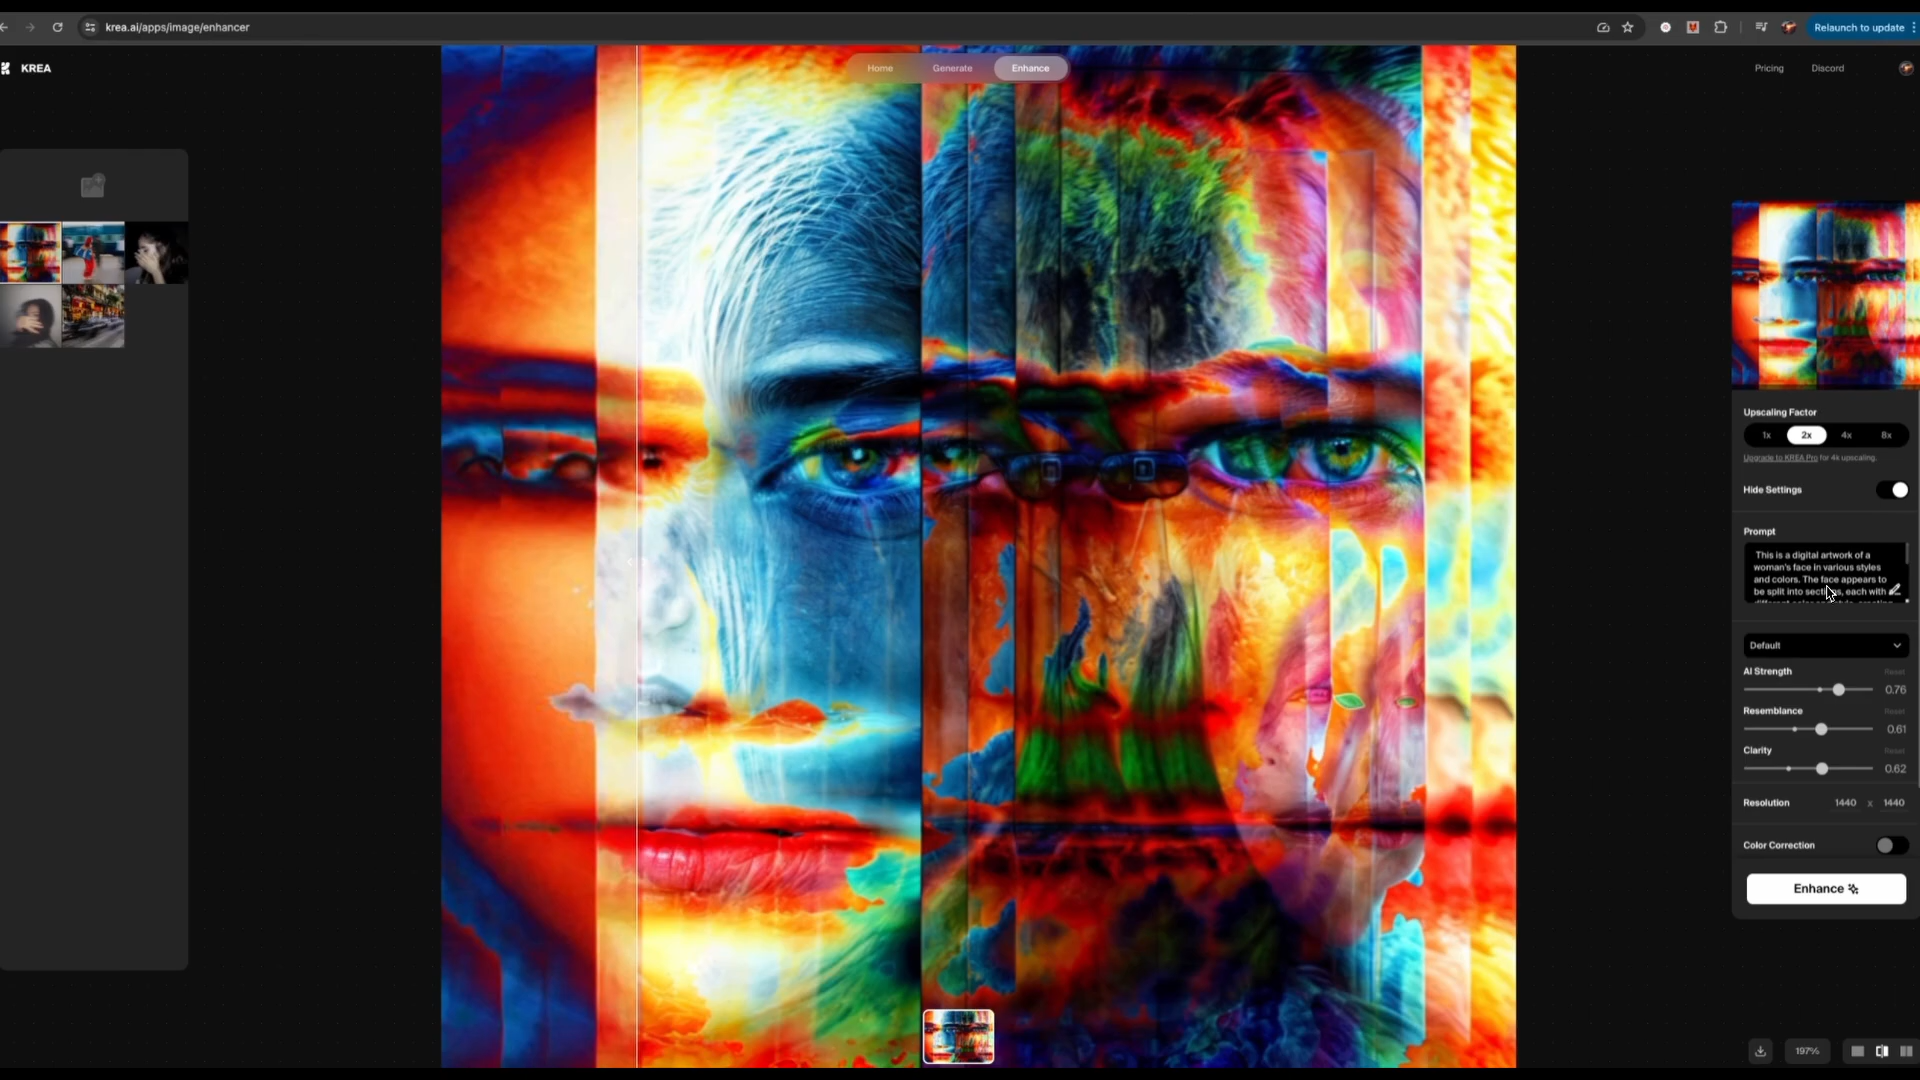 krea.ai/apps/image/enhancer
Relaunch to update
KREA
Home
Generate
Enhance
Pricing
Discord
Upscaling Factor
1x
2x
4x
8x
Upgrade to KREA Pro for 4k upscaling.
Hide Settings
Prompt
This is a digital artwork of a
woman's face in various styles
and colors. The face appears to
be split into sections, each with
Default
AI Strength
Reset
0.76
Resemblance
Reset
0.61
Clarity
Reset
0.62
Resolution
1440 x 1440
Color Correction
Enhance
197%